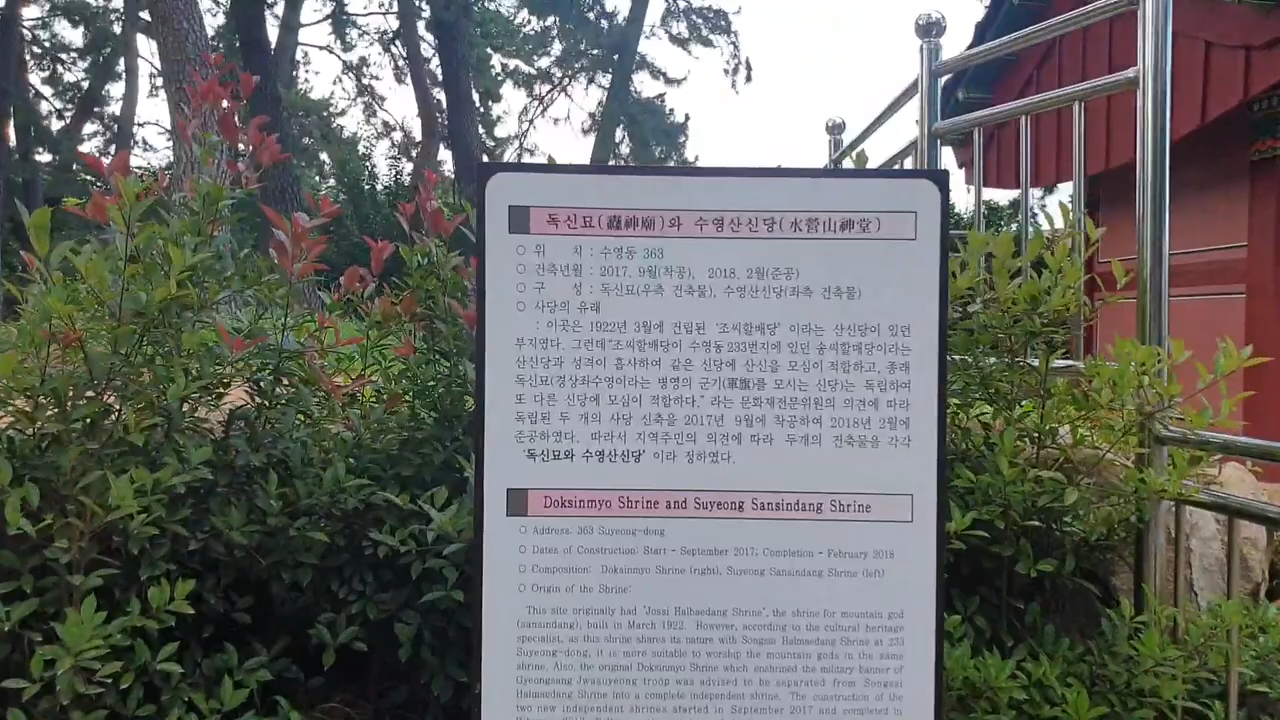 독신묘(纛神廟)와 수영산신당(水營山神堂)
○ 위 치 : 수영동 363
○ 건축년월 : 2017. 9월(착공), 2018. 2월(준공)
○ 구 성 : 독신묘(우측 건축물), 수영산신당(좌측 건축물)
○ 사당의 유래
: 이곳은 1922년 3월에 건립된 '조씨할배당' 이라는 산신당이 있던
부지였다. 그런데“조씨할배당이 수영동 233번지에 있던 송씨할매당이라는
산신당과 성격이 흡사하여 같은 신당에 산신을 모심이 적합하고, 종래
독신묘(경상좌수영이라는 병영의 군기(軍旗)를 모시는 신당)는 독립하여
또 다른 신당에 모심이 적합하다.” 라는 문화재전문위원의 의견에 따라
독립된 두 개의 사당 신축을 2017년 9월에 착공하여 2018년 2월에
준공하였다. 따라서 지역주민의 의견에 따라 두개의 건축물을 각각
'독신묘와 수영산신당' 이라 정하였다.
Doksinmyo Shrine and Suyeong Sansindang Shrine
○ Address: 363 Suyeong-dong
○ Dates of Construction: Start - September 2017; Completion - February 2018
○ Composition: Doksinmyo Shrine (right), Suyeong Sansindang Shrine (left)
○ Origin of the Shrine:
This site originally had 'Jossi Halbaedang Shrine', the shrine for mountain god
(sansindang), built in March 1922. However, according to the cultural heritage
specialist, as this shrine shares its nature with Songssi Halmaedang Shrine at 233
Suyeong-dong, it is more suitable to worship the mountain gods in the same
shrine. Also, the original Doksinmyo Shrine which enshrined the military banner of
Gyeongsang Jwasuyeong troop was advised to be separated from Songssi
Halmaedang Shrine into a complete independent shrine. The construction of the
two new independent shrines started in September 2017 and completed in